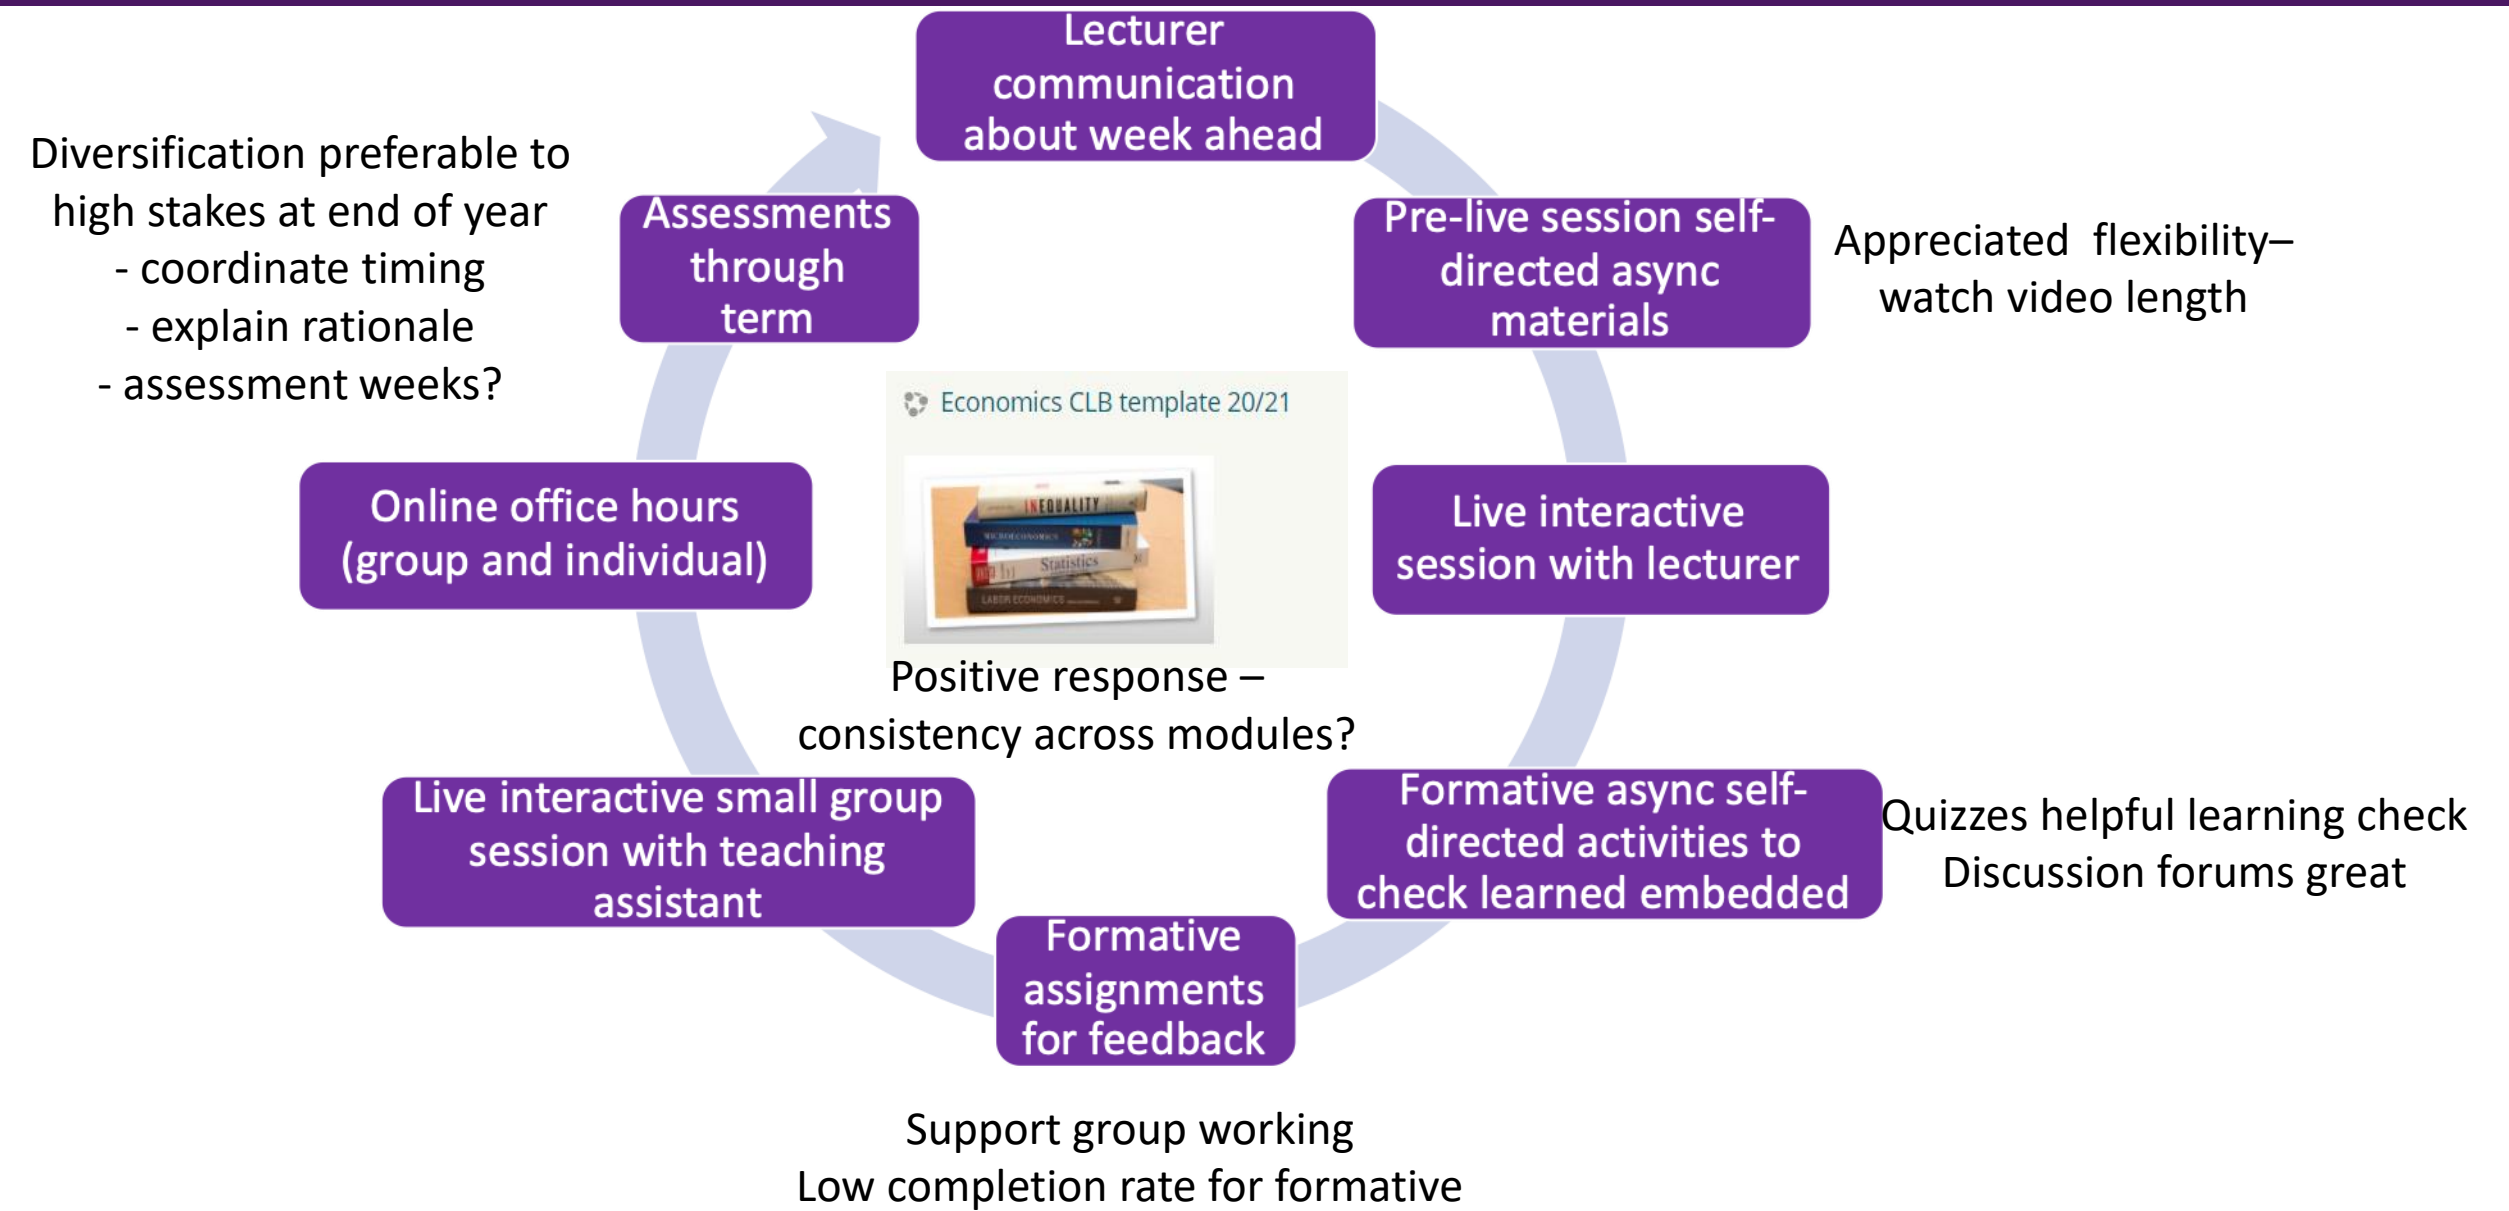 Lecturer
communication
about week ahead
Pre-live session self-
directed async
materials
Appreciated  flexibility–
watch video length
Live interactive
session with lecturer
Formative async self-
directed activities to
check learned embedded
Quizzes helpful learning check
Discussion forums great
Formative
assignments
for feedback
Support group working
Low completion rate for formative
Live interactive small group
session with teaching
assistant
Online office hours
(group and individual)
Assessments
through
term
Diversification preferable to
high stakes at end of year
- coordinate timing
- explain rationale
- assessment weeks?
Economics CLB template 20/21
INEQUALITY
MICROECONOMICS
Statistics
LABOR ECONOMICS
Positive response –
consistency across modules?